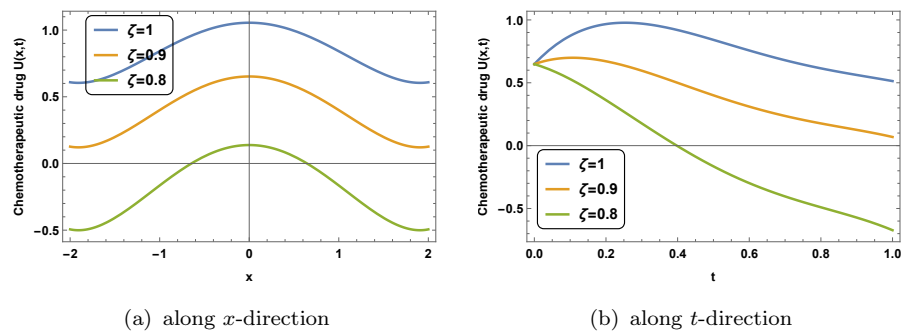 Chemotherapeutic drug U(x,t)
1.0
0.5
0.0
−0.5
ζ=1
ζ=0.9
ζ=0.8
−2
−1
0
1
2
x
(a) along x-direction
Chemotherapeutic drug U(x,t)
1.0
0.5
0.0
−0.5
ζ=1
ζ=0.9
ζ=0.8
0.0
0.2
0.4
0.6
0.8
1.0
t
(b) along t-direction